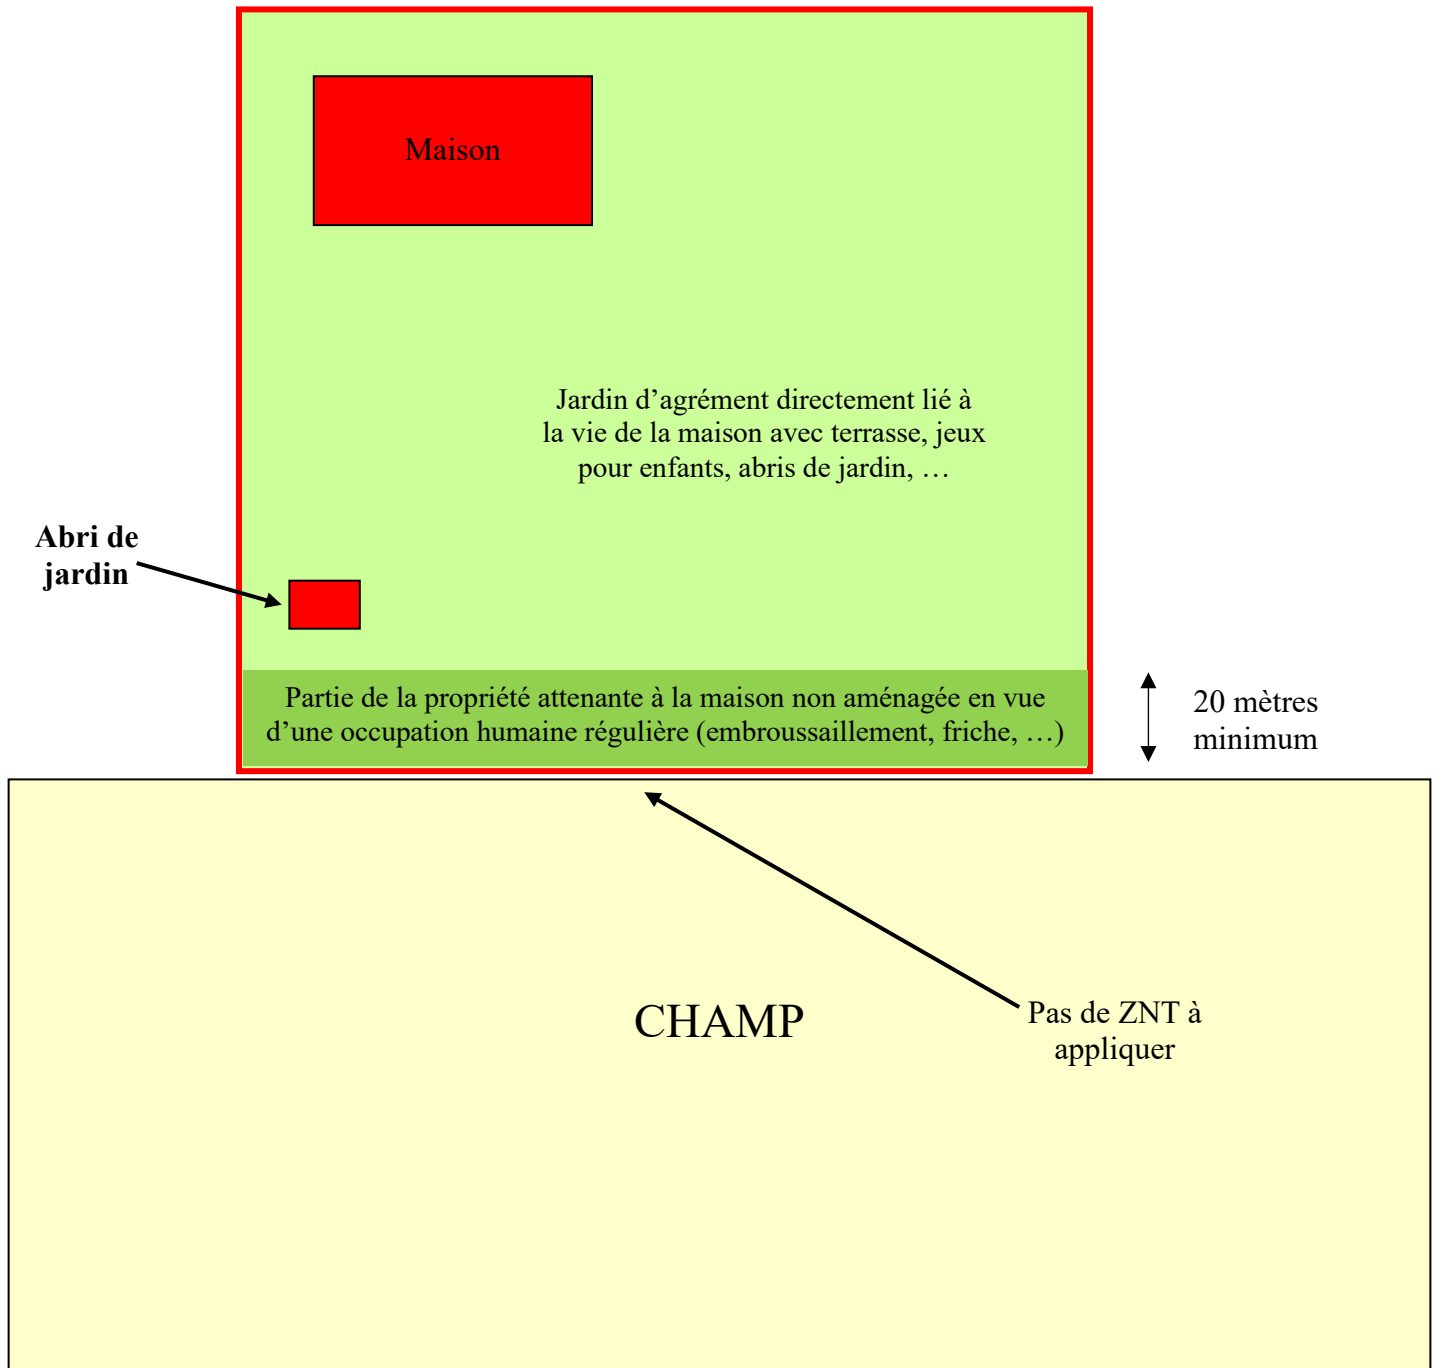 Maison
Jardin d’agrément directement lié à
la vie de la maison avec terrasse, jeux
pour enfants, abris de jardin, …
Abri de
jardin
Partie de la propriété attenante à la maison non aménagée en vue
d’une occupation humaine régulière (embroussaillement, friche, …)
20 mètres
minimum
CHAMP
Pas de ZNT à
appliquer